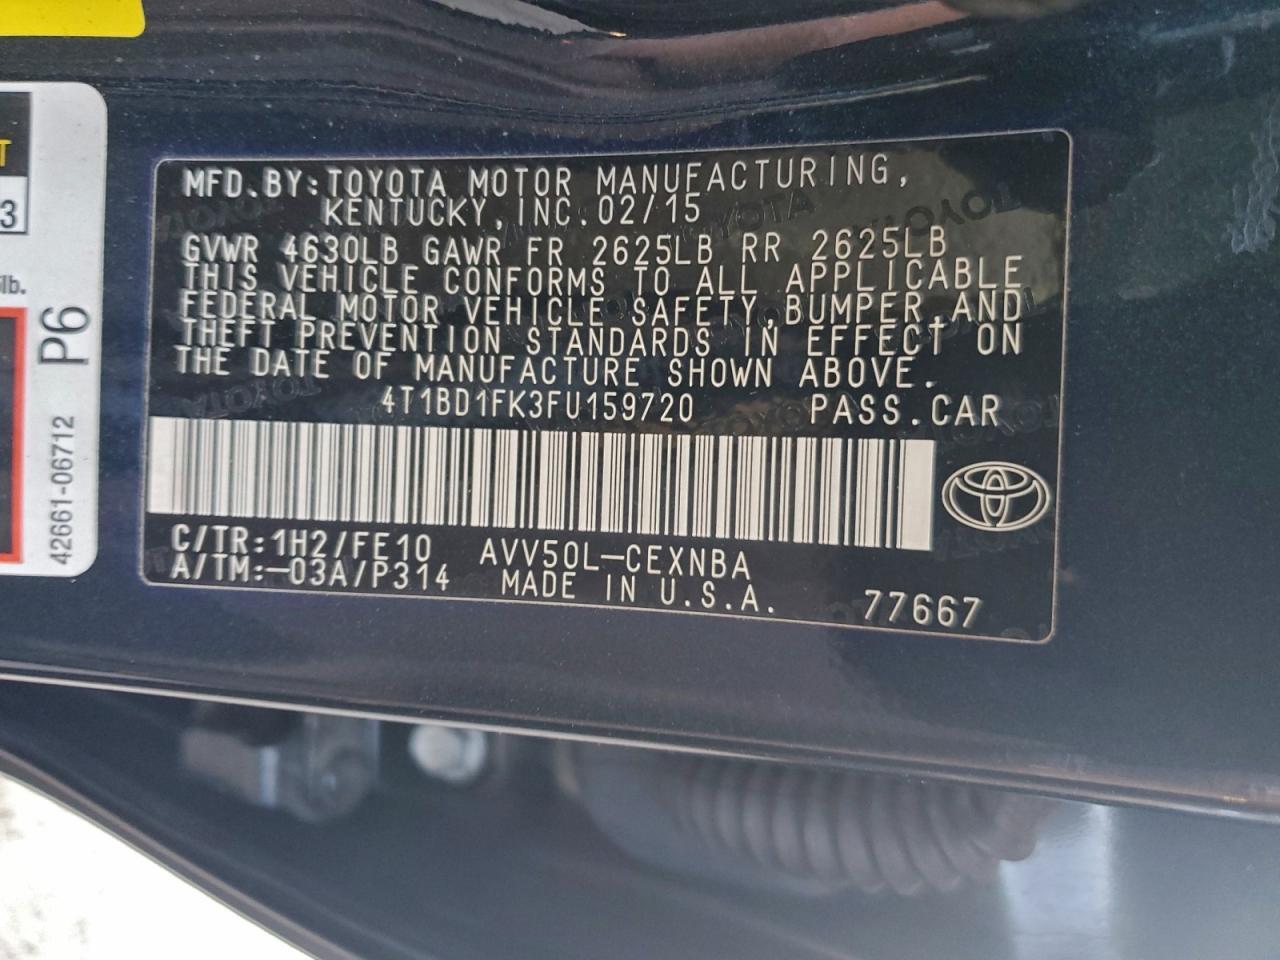 T
3
lb.
P6
42661-06712
MFD.BY:TOYOTA MOTOR MANUFACTURING,
KENTUCKY, INC. 02/15
GVWR 4630LB GAWR FR 2625LB RR 2625LB
THIS VEHICLE CONFORMS TO ALL APPLICABLE
FEDERAL MOTOR VEHICLE SAFETY,BUMPER,AND
THEFT PREVENTION STANDARDS IN EFFECT ON
THE DATE OF MANUFACTURE SHOWN ABOVE.
4T1BD1FK3FU159720 PASS.CAR
C/TR:1H2/FE10 AVV50L-CEXNBA
A/TM:-03A/P314 MADE IN U.S.A. 77667